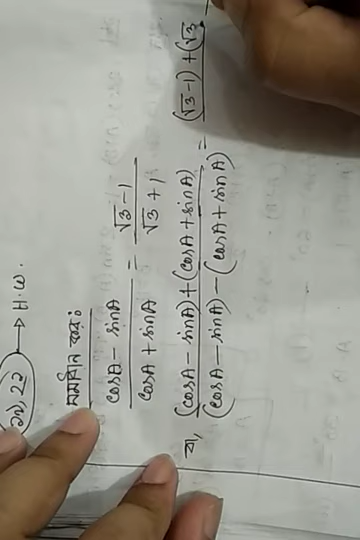 ২২ → H.W.
সমাধান কর:
cosA - sinA / cosA + sinA = √3 - 1 / √3 + 1
বা, (cosA - sinA) + (cosA + sinA) / (cosA - sinA) - (cosA + sinA) = (√3 - 1) + (√3